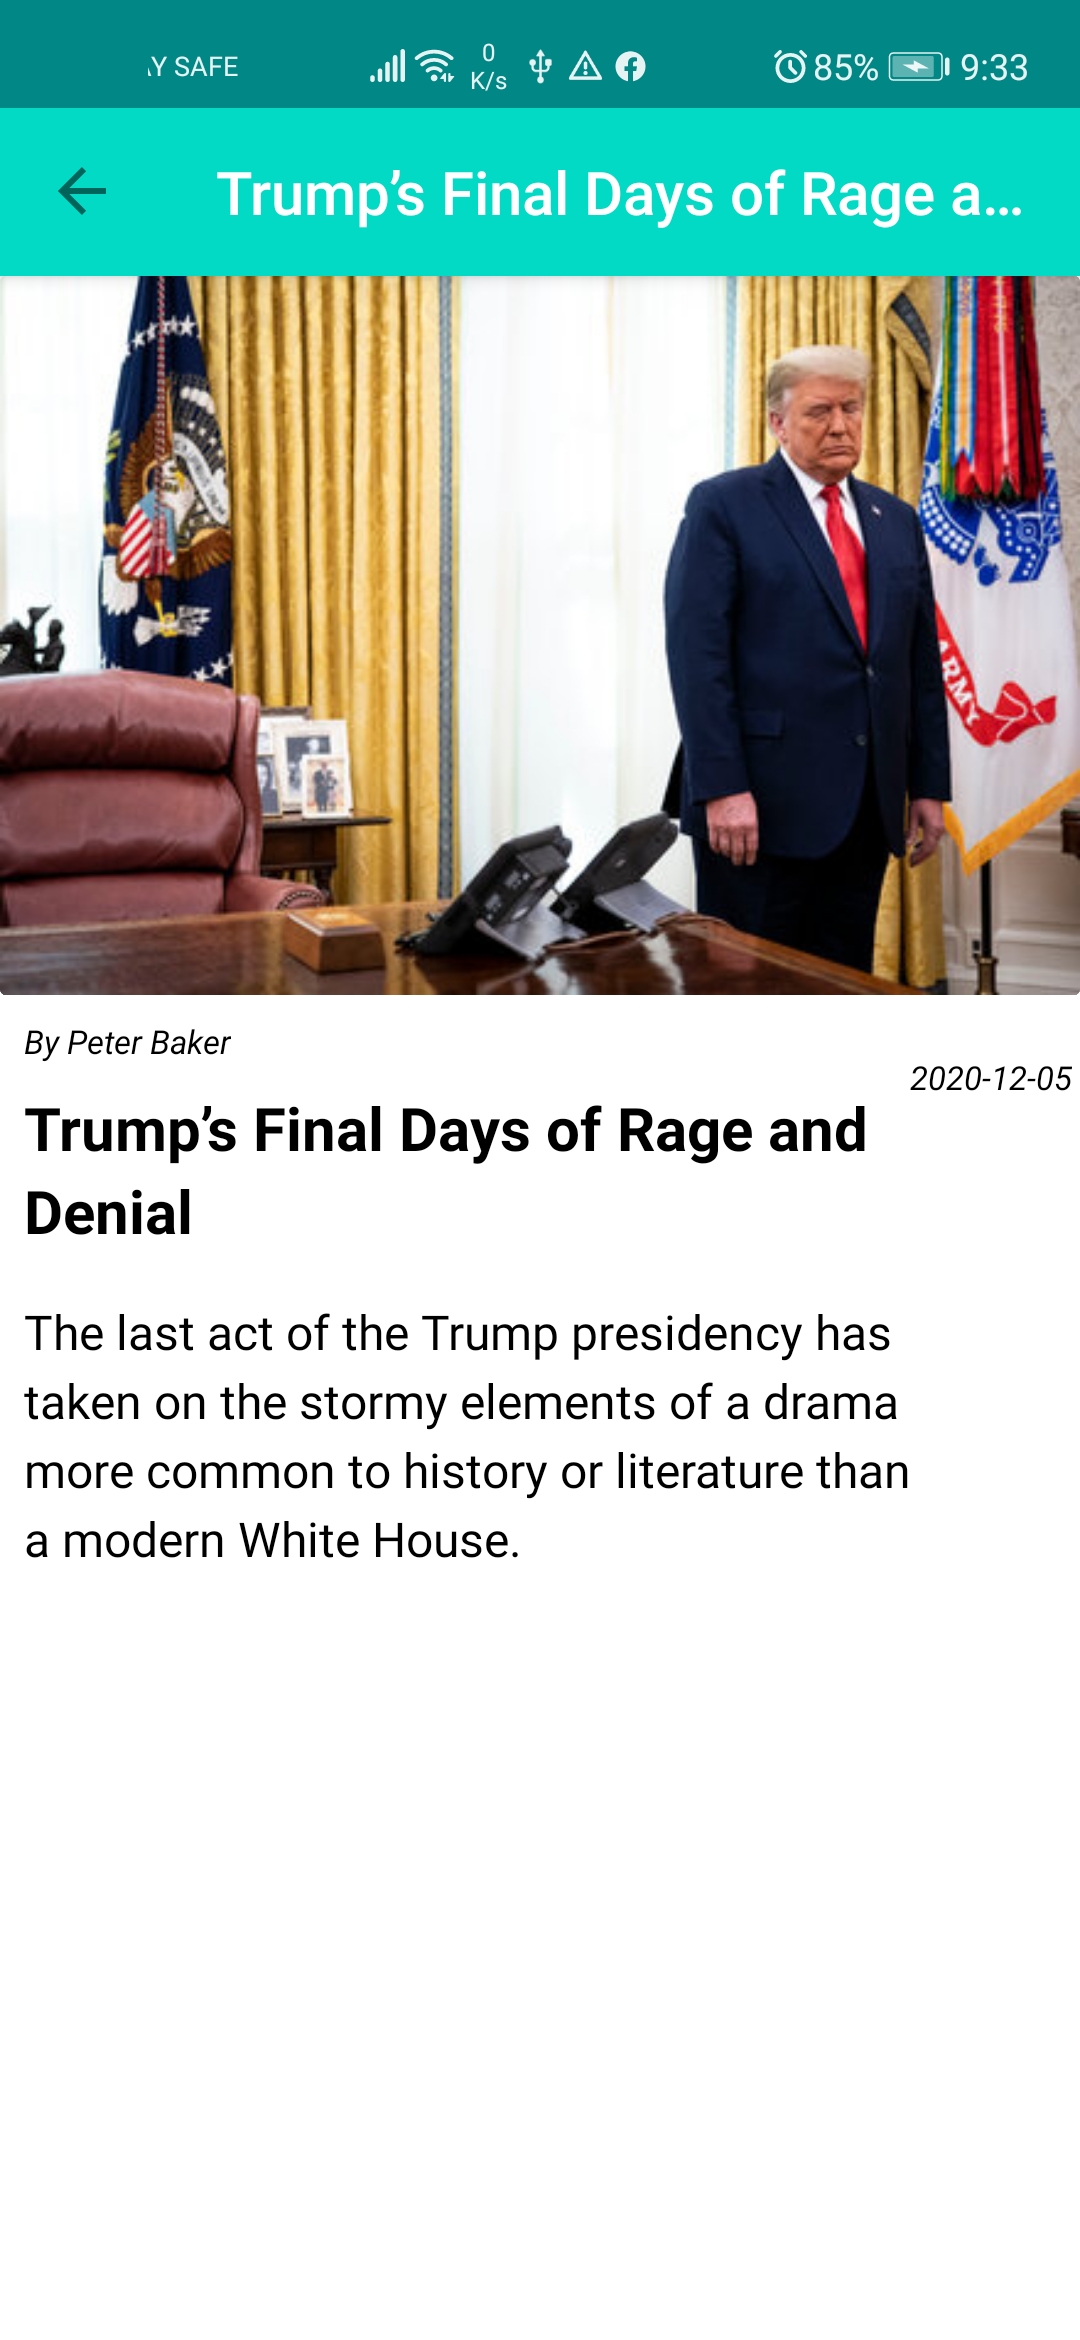 Y SAFE 0 K/s 85% 9:33
Trump’s Final Days of Rage a...
ARMY
By Peter Baker
2020-12-05
Trump’s Final Days of Rage and
Denial
The last act of the Trump presidency has
taken on the stormy elements of a drama
more common to history or literature than
a modern White House.